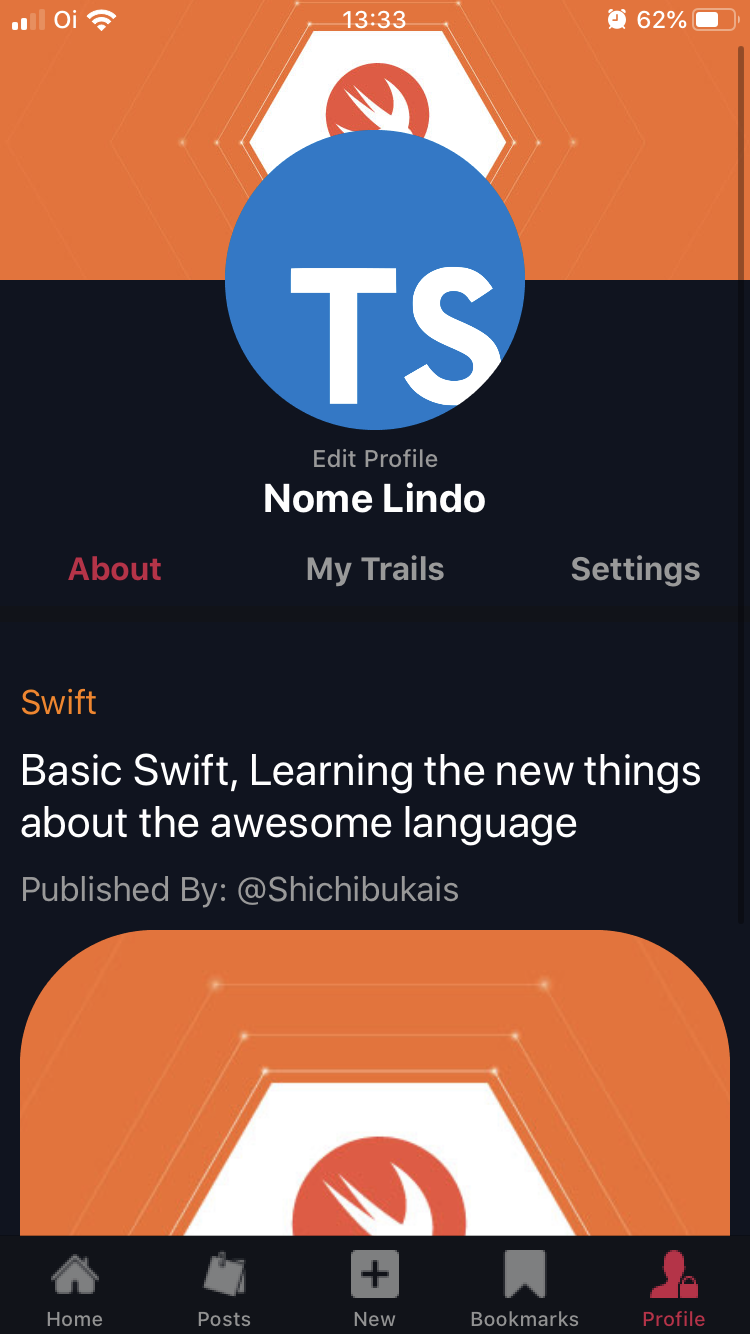 Oi 13:33 62%
TS
Edit Profile
Nome Lindo
About My Trails Settings
Swift
Basic Swift, Learning the new things
about the awesome language
Published By: @Shichibukais
Home Posts New Bookmarks Profile